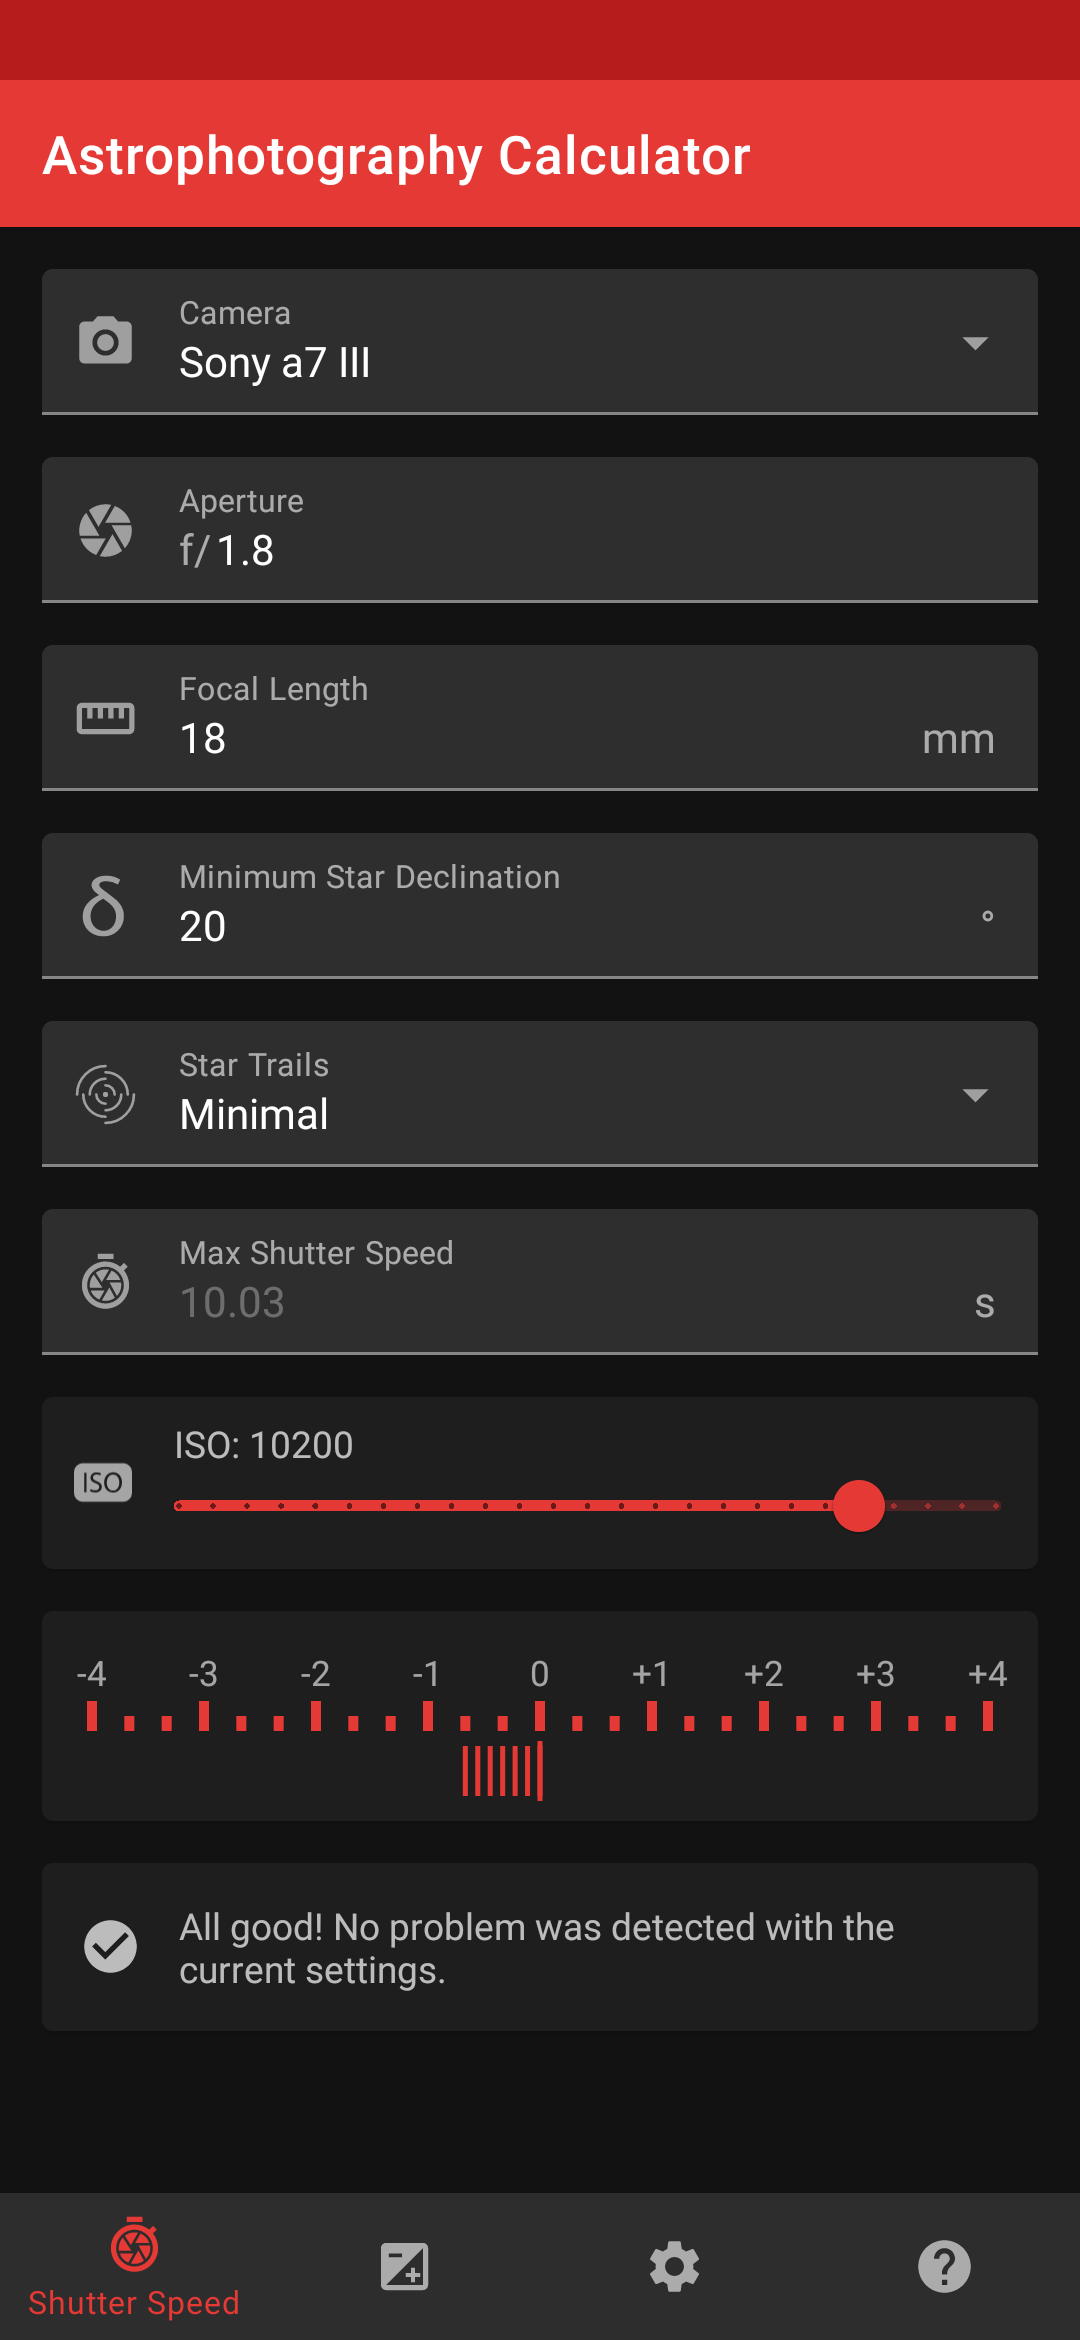 Astrophotography Calculator
Camera
Sony a7 III
Aperture
f/ 1.8
Focal Length
18 mm
Minimum Star Declination
20 °
Star Trails
Minimal
Max Shutter Speed
10.03 s
ISO: 10200
ISO
-4 -3 -2 -1 0 +1 +2 +3 +4
All good! No problem was detected with the
current settings.
Shutter Speed